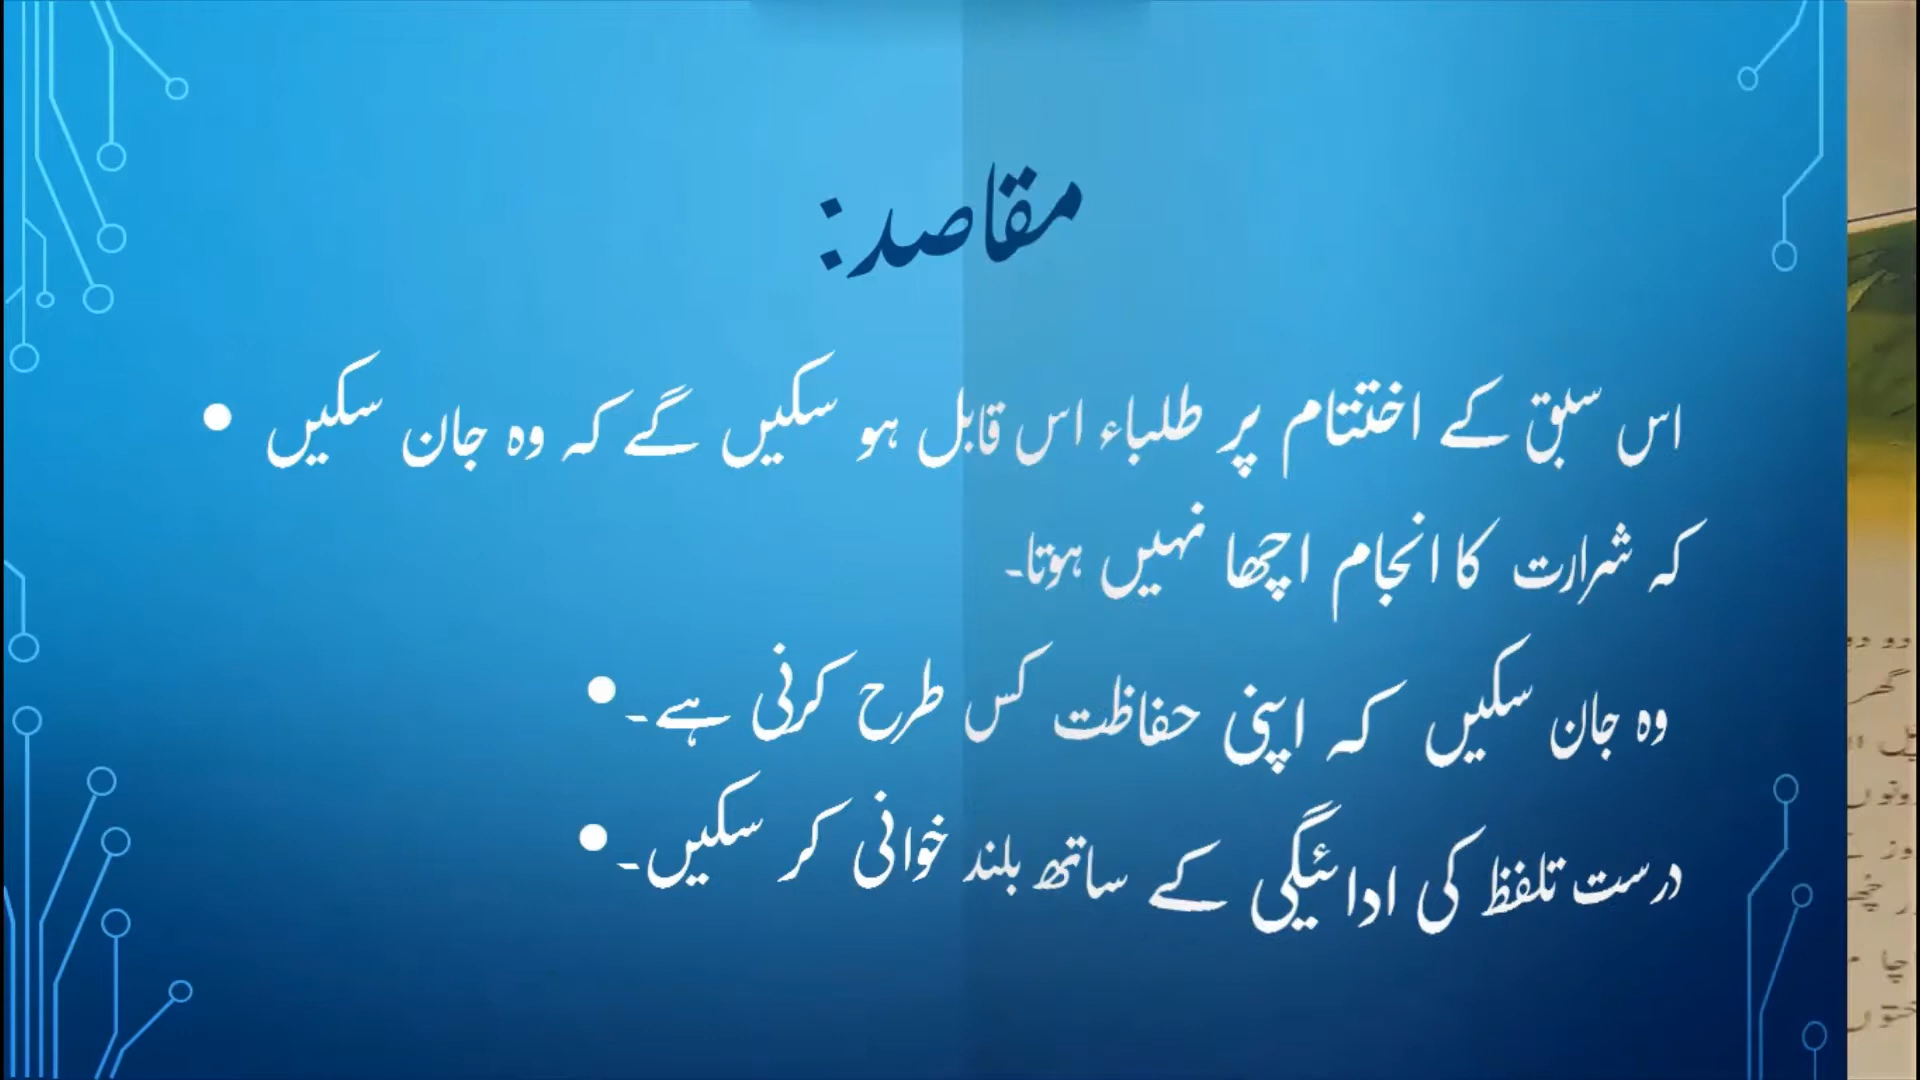 مقاصد:
اس سبق کے اختتام پر طلباء اس قابل ہو سکیں گے کہ وہ جان سکیں •
کہ شرارت کا انجام اچھا نہیں ہوتا۔
وہ جان سکیں کہ اپنی حفاظت کس طرح کرنی ہے۔ •
درست تلفظ کی ادائیگی کے ساتھ بلند خوانی کر سکیں۔ •